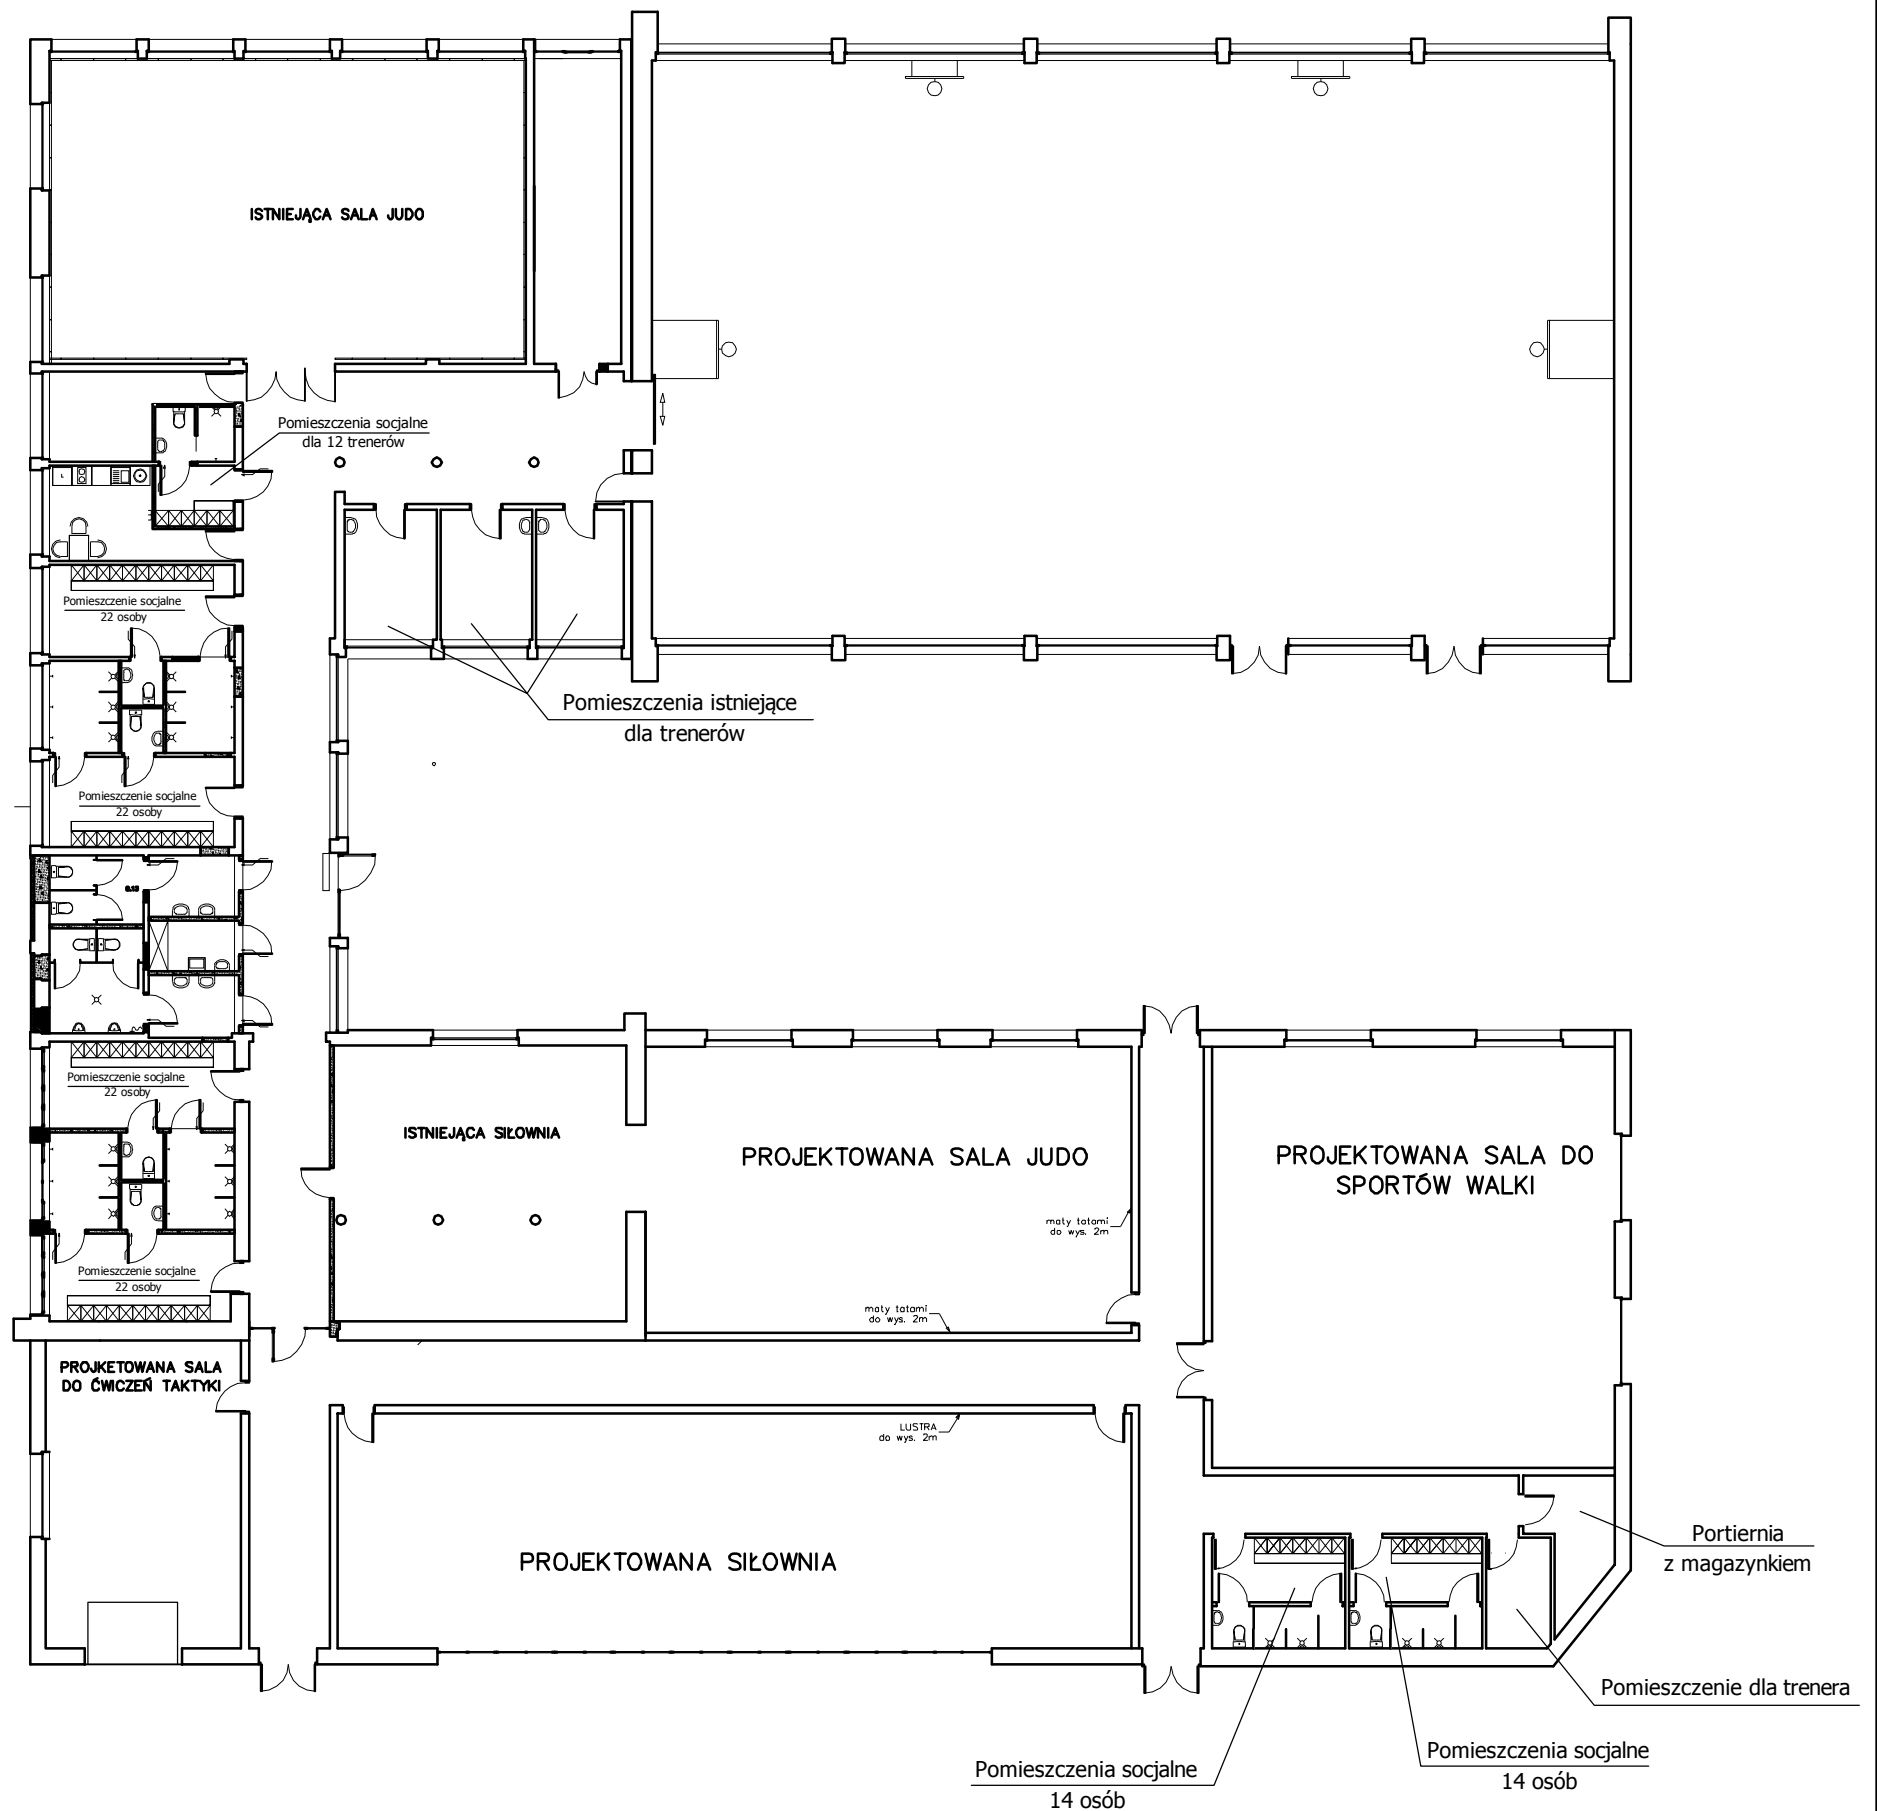 ISTNIEJĄCA SALA JUDO
Pomieszczenia socjalne
dla 12 trenerów
Pomieszczenie socjalne
22 osoby
Pomieszczenia istniejące
dla trenerów
Pomieszczenie socjalne
22 osoby
0.13
Pomieszczenie socjalne
22 osoby
ISTNIEJĄCA SIŁOWNIA
PROJEKTOWANA SALA JUDO
PROJEKTOWANA SALA DO
SPORTÓW WALKI
maty tatami
do wys. 2m
Pomieszczenie socjalne
22 osoby
maty tatami
do wys. 2m
PROJKETOWANA SALA
DO ĆWICZEŃ TAKTYKI
LUSTRA
do wys. 2m
PROJEKTOWANA SIŁOWNIA
Portiernia
z magazynkiem
Pomieszczenie dla trenera
Pomieszczenia socjalne
14 osób
Pomieszczenia socjalne
14 osób